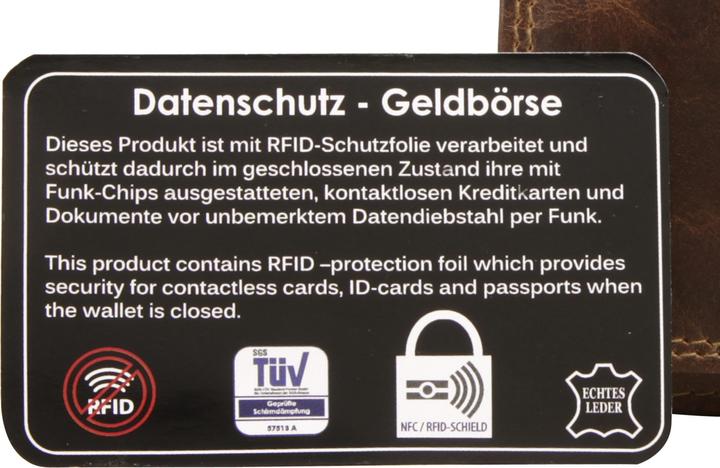 Datenschutz - Geldbörse
Dieses Produkt ist mit RFID-Schutzfolie verarbeitet und
schützt dadurch im geschlossenen Zustand ihre mit
Funk-Chips ausgestatteten, kontaktlosen Kreditkarten und
Dokumente vor unbemerktem Datendiebstahl per Funk.
This product contains RFID –protection foil which provides
security for contactless cards, ID-cards and passports when
the wallet is closed.
RFID
SGS
TÜV
Geprüfte
Schirmdämpfung
57513 A
NFC / RFID-SHIELD
ECHTES
LEDER